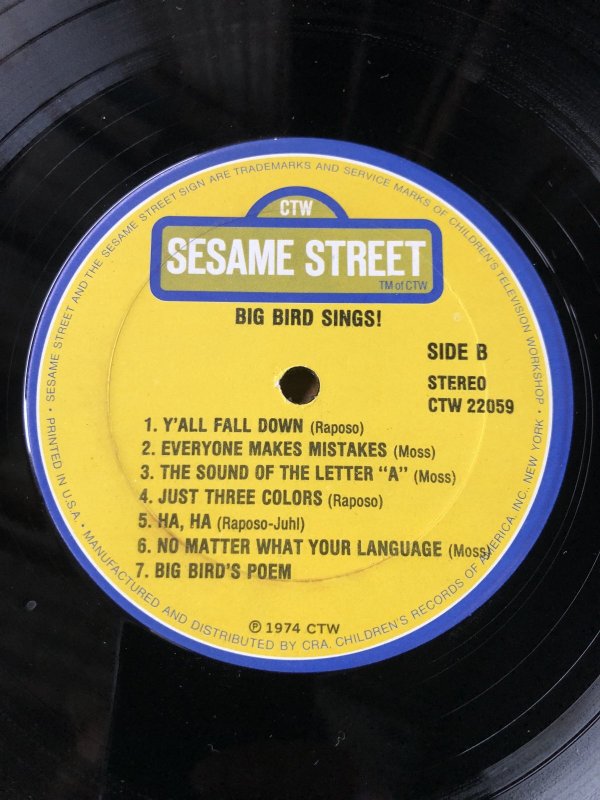 CTW
SESAME STREET
TM of CTW
BIG BIRD SINGS!
SIDE B
STEREO
CTW 22059
1. Y'ALL FALL DOWN (Raposo)
2. EVERYONE MAKES MISTAKES (Moss)
3. THE SOUND OF THE LETTER "A" (Moss)
4. JUST THREE COLORS (Raposo)
5. HA, HA (Raposo-Juhl)
6. NO MATTER WHAT YOUR LANGUAGE (Moss)
7. BIG BIRD'S POEM
℗ 1974 CTW
SESAME STREET AND THE SESAME STREET SIGN ARE TRADEMARKS AND SERVICE MARKS OF CHILDREN'S TELEVISION WORKSHOP •
• PRINTED IN U.S.A. • MANUFACTURED AND DISTRIBUTED BY CRA. CHILDREN'S RECORDS OF AMERICA, INC. NEW YORK •